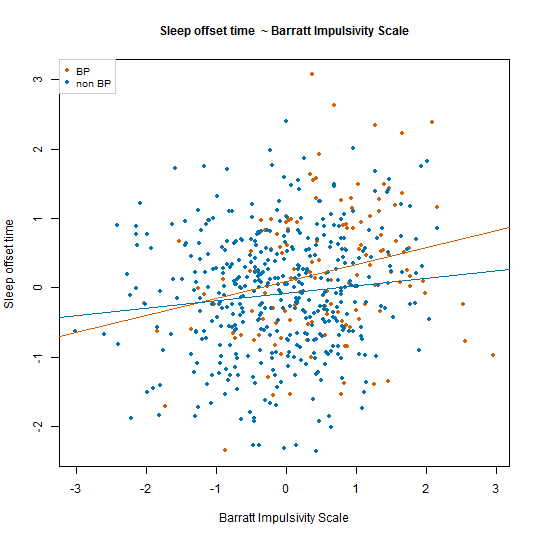 Sleep offset time ~ Barratt Impulsivity Scale
BP
non BP
3
2
1
0
-1
-2
Sleep offset time
-3 -2 -1 0 1 2 3
Barratt Impulsivity Scale